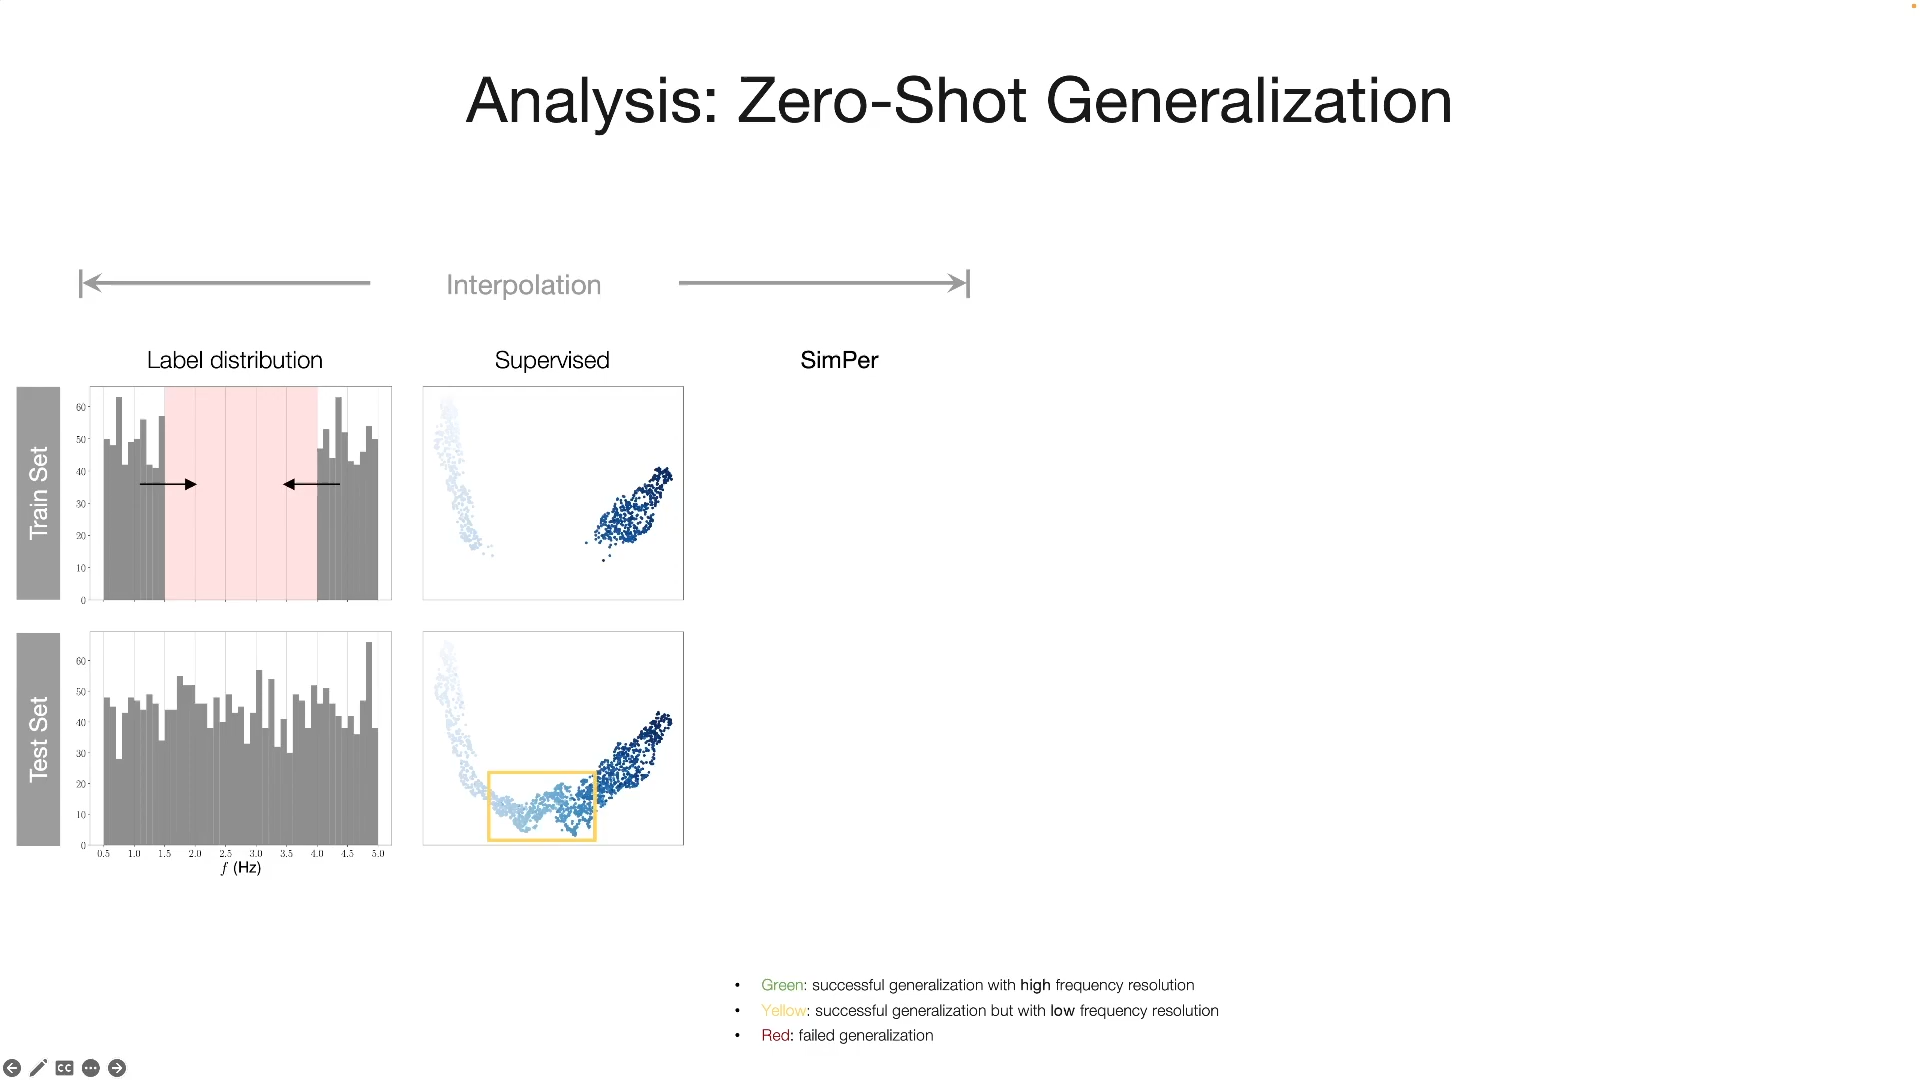 Analysis: Zero-Shot Generalization
Interpolation
Label distribution
Supervised
SimPer
Train Set
60
50
40
30
20
10
0
Test Set
60
50
40
30
20
10
0
0.5 1.0 1.5 2.0 2.5 3.0 3.5 4.0 4.5 5.0
f (Hz)
• Green: successful generalization with high frequency resolution
• Yellow: successful generalization but with low frequency resolution
• Red: failed generalization
CC